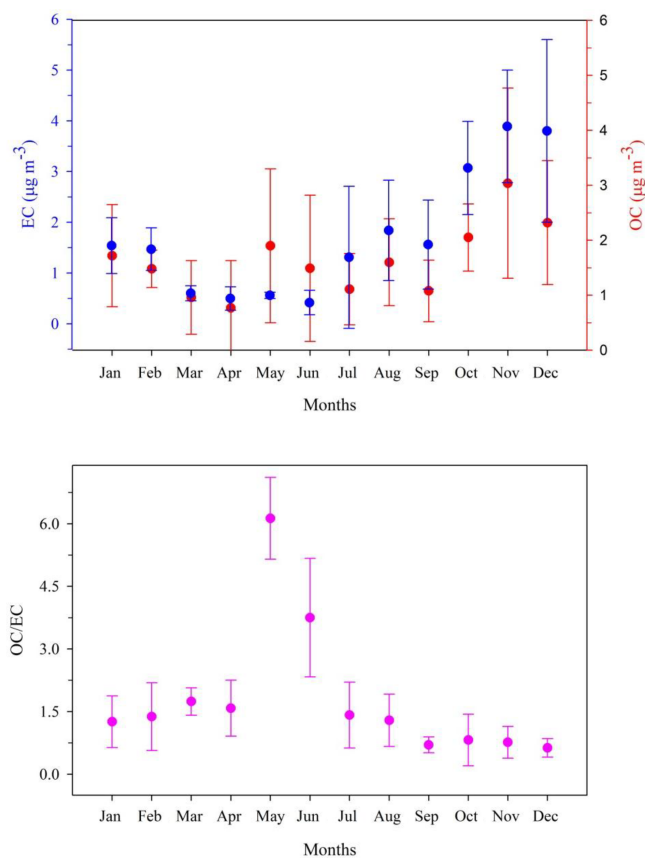 6
5
4
3
2
1
0
EC (µg m⁻³)
6
5
4
3
2
1
0
OC (µg m⁻³)
Jan Feb Mar Apr May Jun Jul Aug Sep Oct Nov Dec
Months
6.0
4.5
3.0
1.5
0.0
OC/EC
Jan Feb Mar Apr May Jun Jul Aug Sep Oct Nov Dec
Months